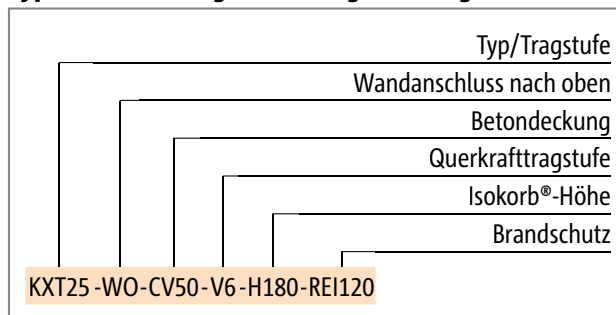 Typ/Tragstufe
Wandanschluss nach oben
Betondeckung
Querkrafttragstufe
Isokorb®-Höhe
Brandschutz
KXT25 -WO-CV50-V6-H180-REI120